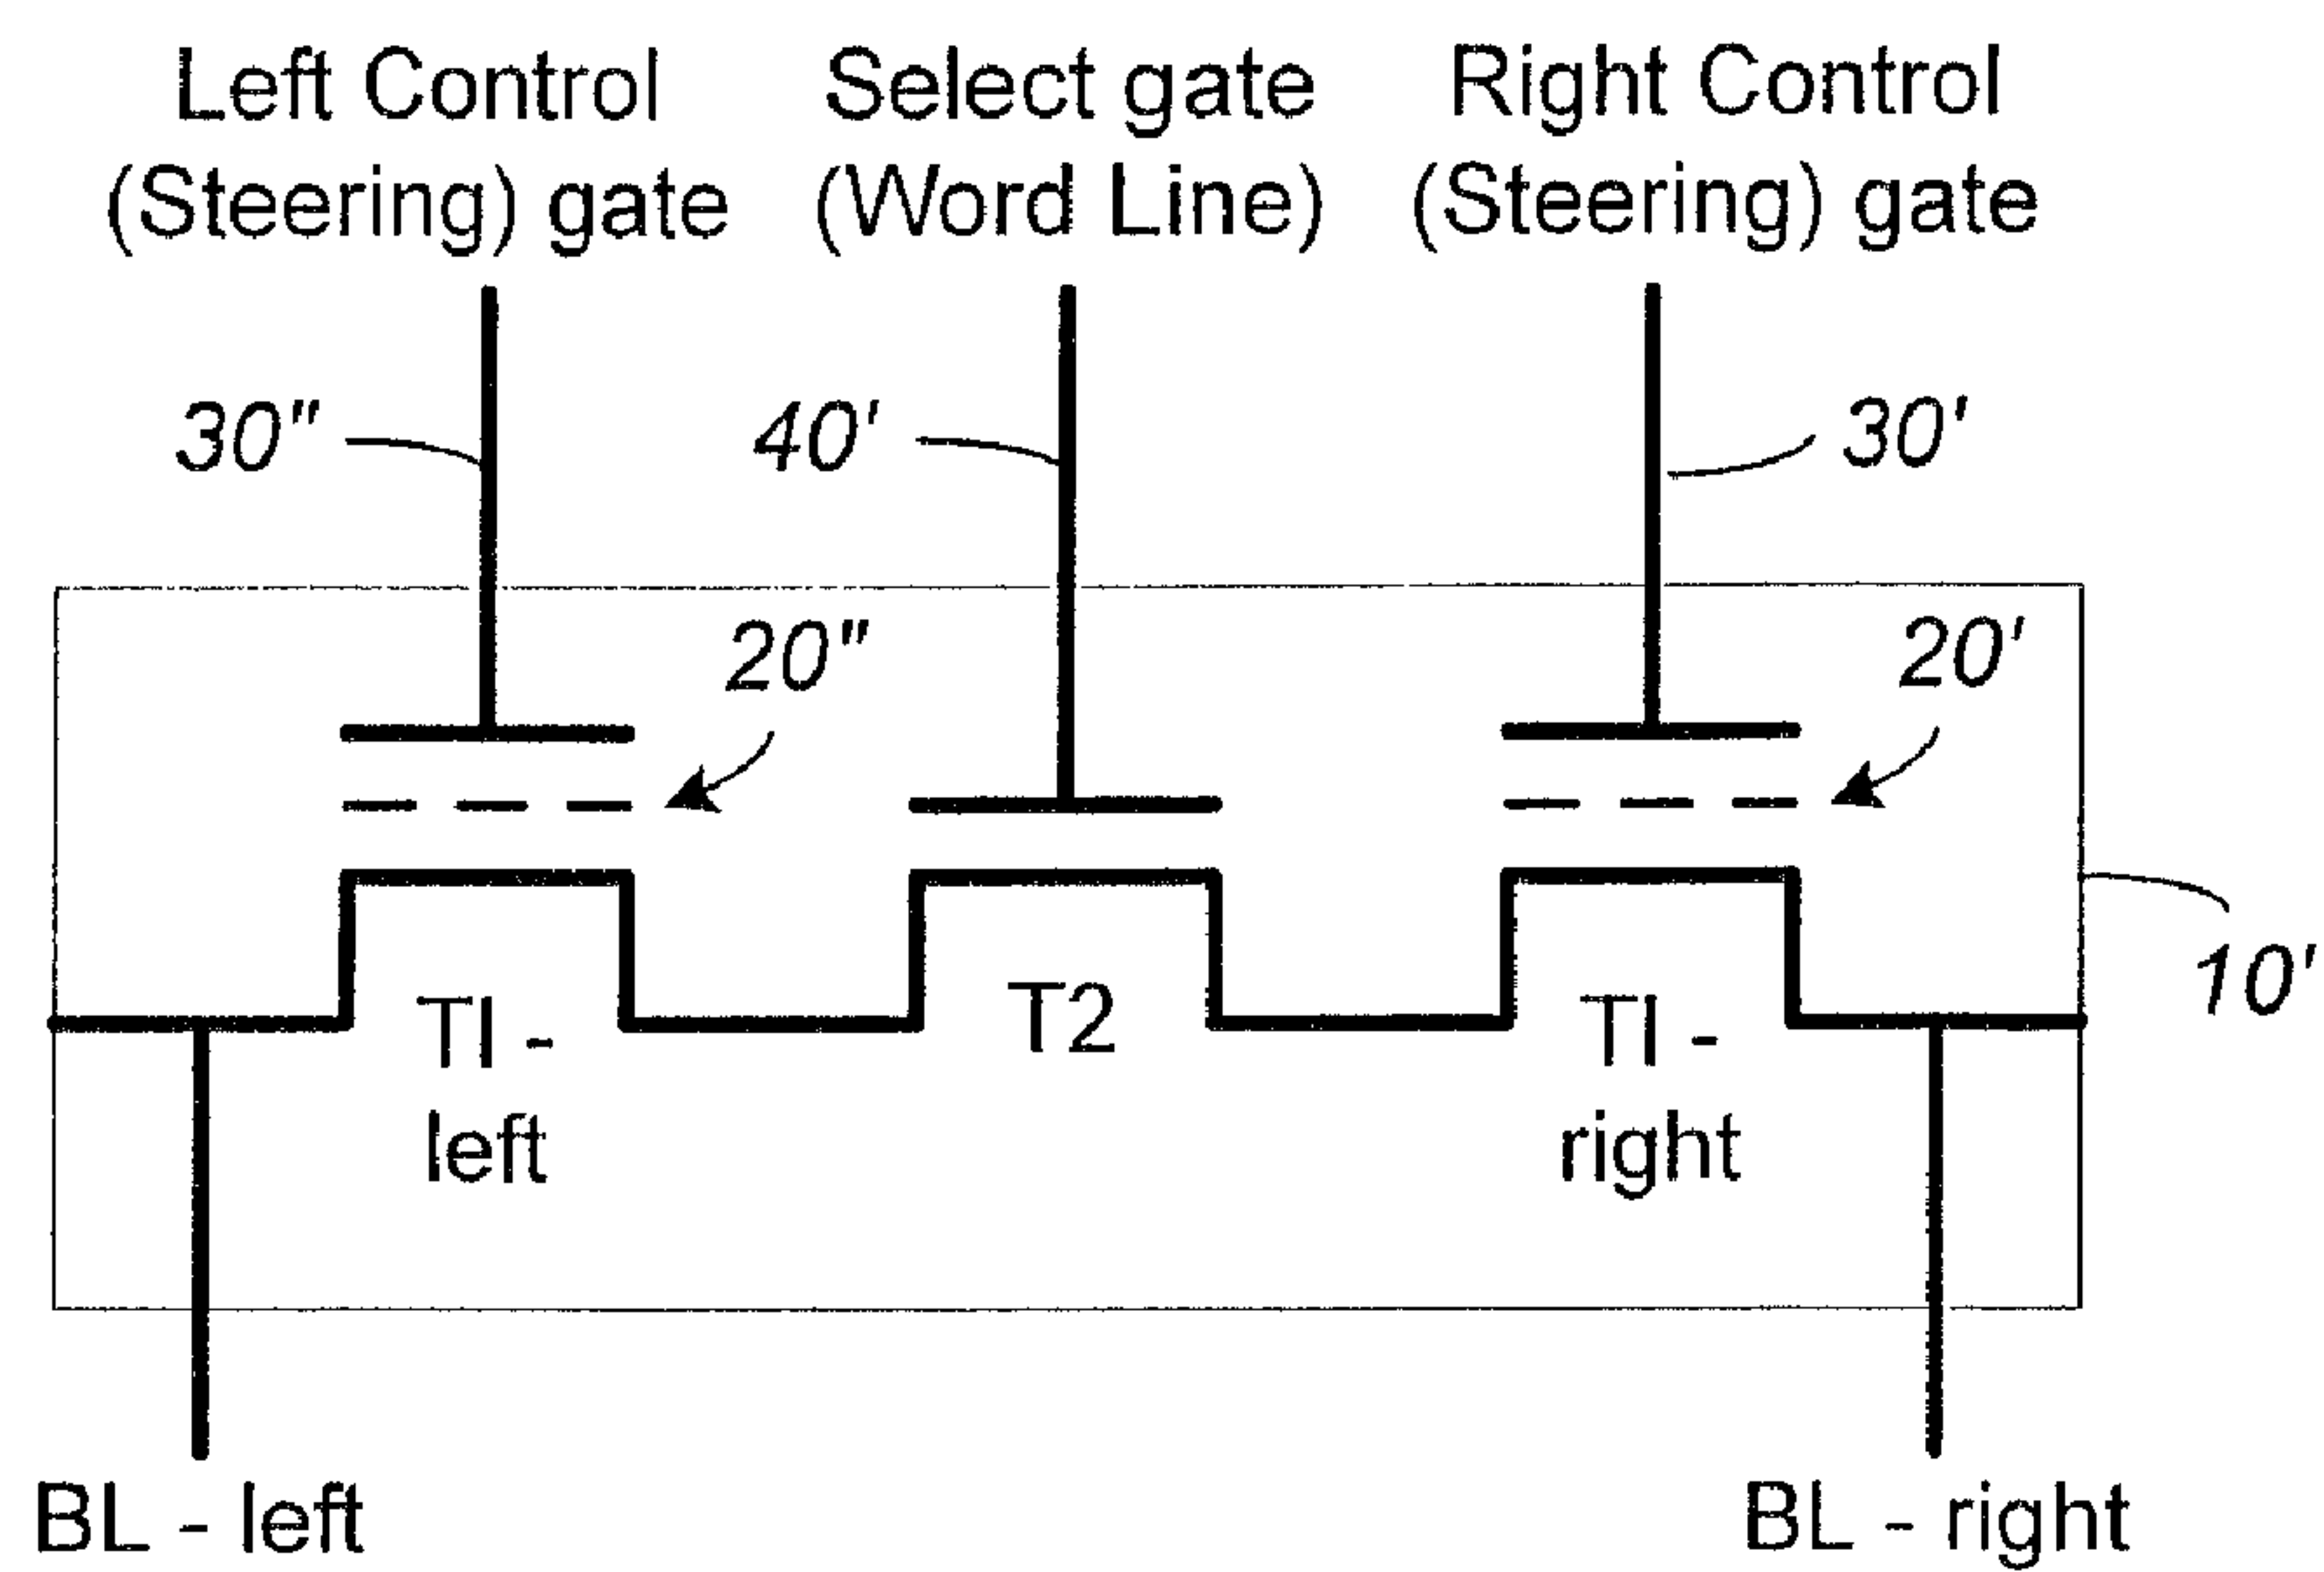 Left Control
(Steering) gate
Select gate
(Word Line)
Right Control
(Steering) gate
30"
40'
30'
20"
20'
10'
TI -
left
T2
TI -
right
BL - left
BL - right